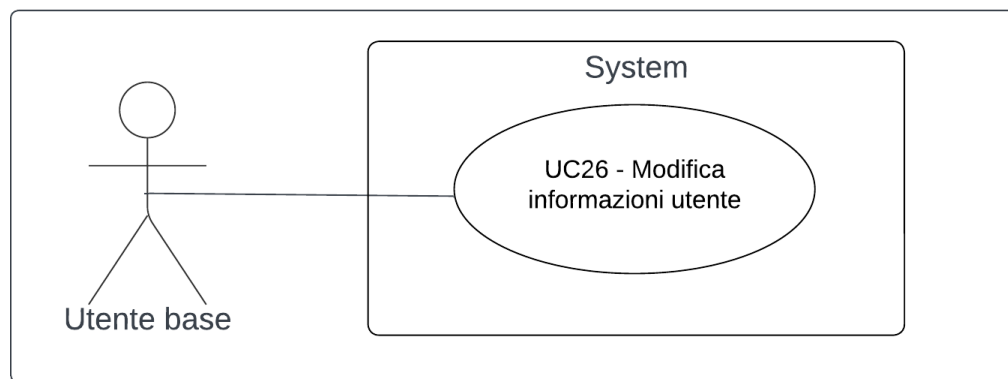 System
UC26 - Modifica
informazioni utente
Utente base